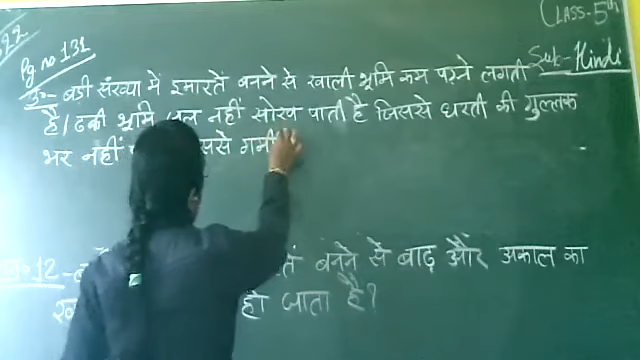 CLASS-5th
Sub-Hindi
Pg no 131
उ०- बड़ी संख्या में इमारतें बनने से खाली भूमि कम पड़ने लगती
है। ढकी भूमि जल नहीं सोख पाती है जिससे धरती की गुल्लक
भर नहीं
बनने से बाढ़ और अकाल का
हो जाता है?